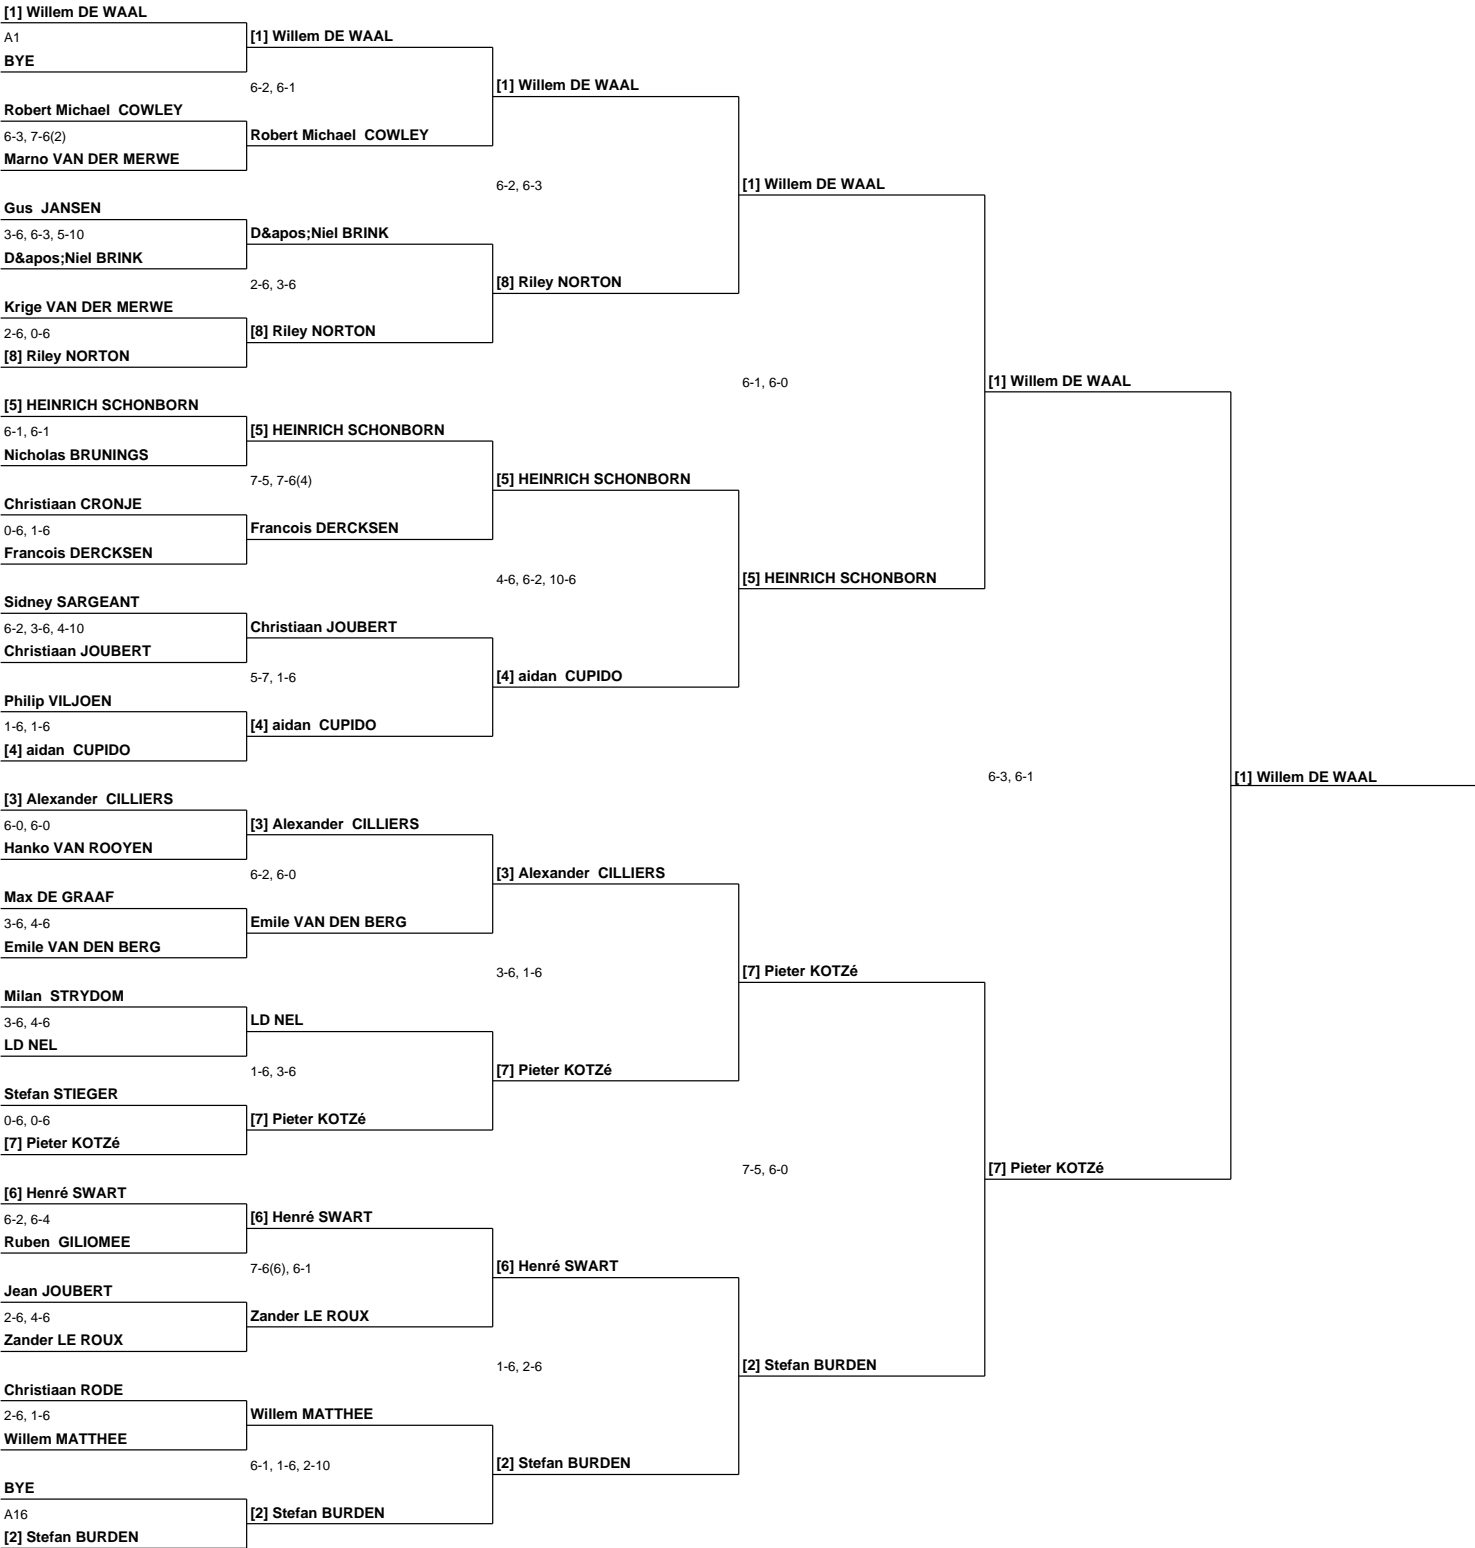 [1] Willem DE WAAL
A1
BYE
Robert Michael  COWLEY
6-3, 7-6(2)
Marno VAN DER MERWE
Gus  JANSEN
3-6, 6-3, 5-10
D&apos;Niel BRINK
Krige VAN DER MERWE
2-6, 0-6
[8] Riley NORTON
[5] HEINRICH SCHONBORN
6-1, 6-1
Nicholas BRUNINGS
Christiaan CRONJE
0-6, 1-6
Francois DERCKSEN
Sidney SARGEANT
6-2, 3-6, 4-10
Christiaan JOUBERT
Philip VILJOEN
1-6, 1-6
[4] aidan  CUPIDO
[3] Alexander  CILLIERS
6-0, 6-0
Hanko VAN ROOYEN
Max DE GRAAF
3-6, 4-6
Emile VAN DEN BERG
Milan  STRYDOM
3-6, 4-6
LD NEL
Stefan STIEGER
0-6, 0-6
[7] Pieter KOTZé
[6] Henré SWART
6-2, 6-4
Ruben  GILIOMEE
Jean JOUBERT
2-6, 4-6
Zander LE ROUX
Christiaan RODE
2-6, 1-6
Willem MATTHEE
BYE
A16
[2] Stefan BURDEN
[1] Willem DE WAAL
6-2, 6-1
Robert Michael  COWLEY
D&apos;Niel BRINK
2-6, 3-6
[8] Riley NORTON
[5] HEINRICH SCHONBORN
7-5, 7-6(4)
Francois DERCKSEN
Christiaan JOUBERT
5-7, 1-6
[4] aidan  CUPIDO
[3] Alexander  CILLIERS
6-2, 6-0
Emile VAN DEN BERG
LD NEL
1-6, 3-6
[7] Pieter KOTZé
[6] Henré SWART
7-6(6), 6-1
Zander LE ROUX
Willem MATTHEE
6-1, 1-6, 2-10
[2] Stefan BURDEN
[1] Willem DE WAAL
6-2, 6-3
[8] Riley NORTON
[5] HEINRICH SCHONBORN
4-6, 6-2, 10-6
[4] aidan  CUPIDO
[3] Alexander  CILLIERS
3-6, 1-6
[7] Pieter KOTZé
[6] Henré SWART
1-6, 2-6
[2] Stefan BURDEN
[1] Willem DE WAAL
6-1, 6-0
[5] HEINRICH SCHONBORN
[7] Pieter KOTZé
7-5, 6-0
[2] Stefan BURDEN
[1] Willem DE WAAL
6-3, 6-1
[7] Pieter KOTZé
[1] Willem DE WAAL